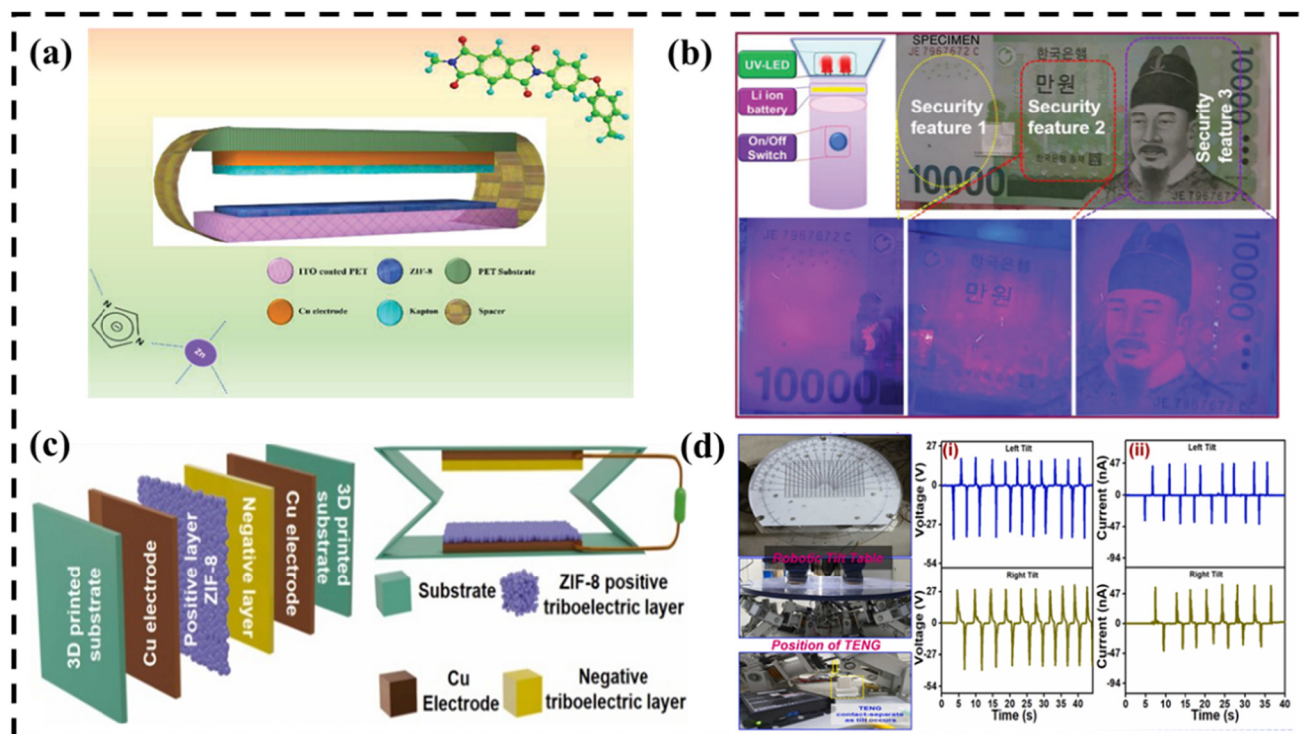 (a)
ITO coated PET
ZIF-8
PET Substrate
Cu electrode
Kapton
Spacer
N
N
Zn
(b)
UV-LED
Li ion
battery
On/Off
Switch
SPECIMEN
JE 7967672 C
한국은행
만원
Security
feature 1
Security
feature 2
Security
feature 3
10000
10000
JE 7967672 C
JE 7967672 C
10000
한국은행
만원
10000
JE 7967672 C
(c)
3D printed
substrate
Cu electrode
Positive layer
ZIF-8
Negative layer
Cu electrode
3D printed
substrate
Substrate
ZIF-8 positive
triboelectric layer
Cu
Electrode
Negative
triboelectric layer
(d)
Robotic Tilt Table
Position of TENG
TENG
contact-separate
as tilt occurs
(i)
Left Tilt
Voltage (V)
27
0
-27
-54
Right Tilt
Voltage (V)
27
0
-27
-54
0 5 10 15 20 25 30 35 40
Time (s)
(ii)
Left Tilt
Current (nA)
47
0
-47
-94
Right Tilt
Current (nA)
47
0
-47
-94
0 5 10 15 20 25 30 35 40
Time (s)